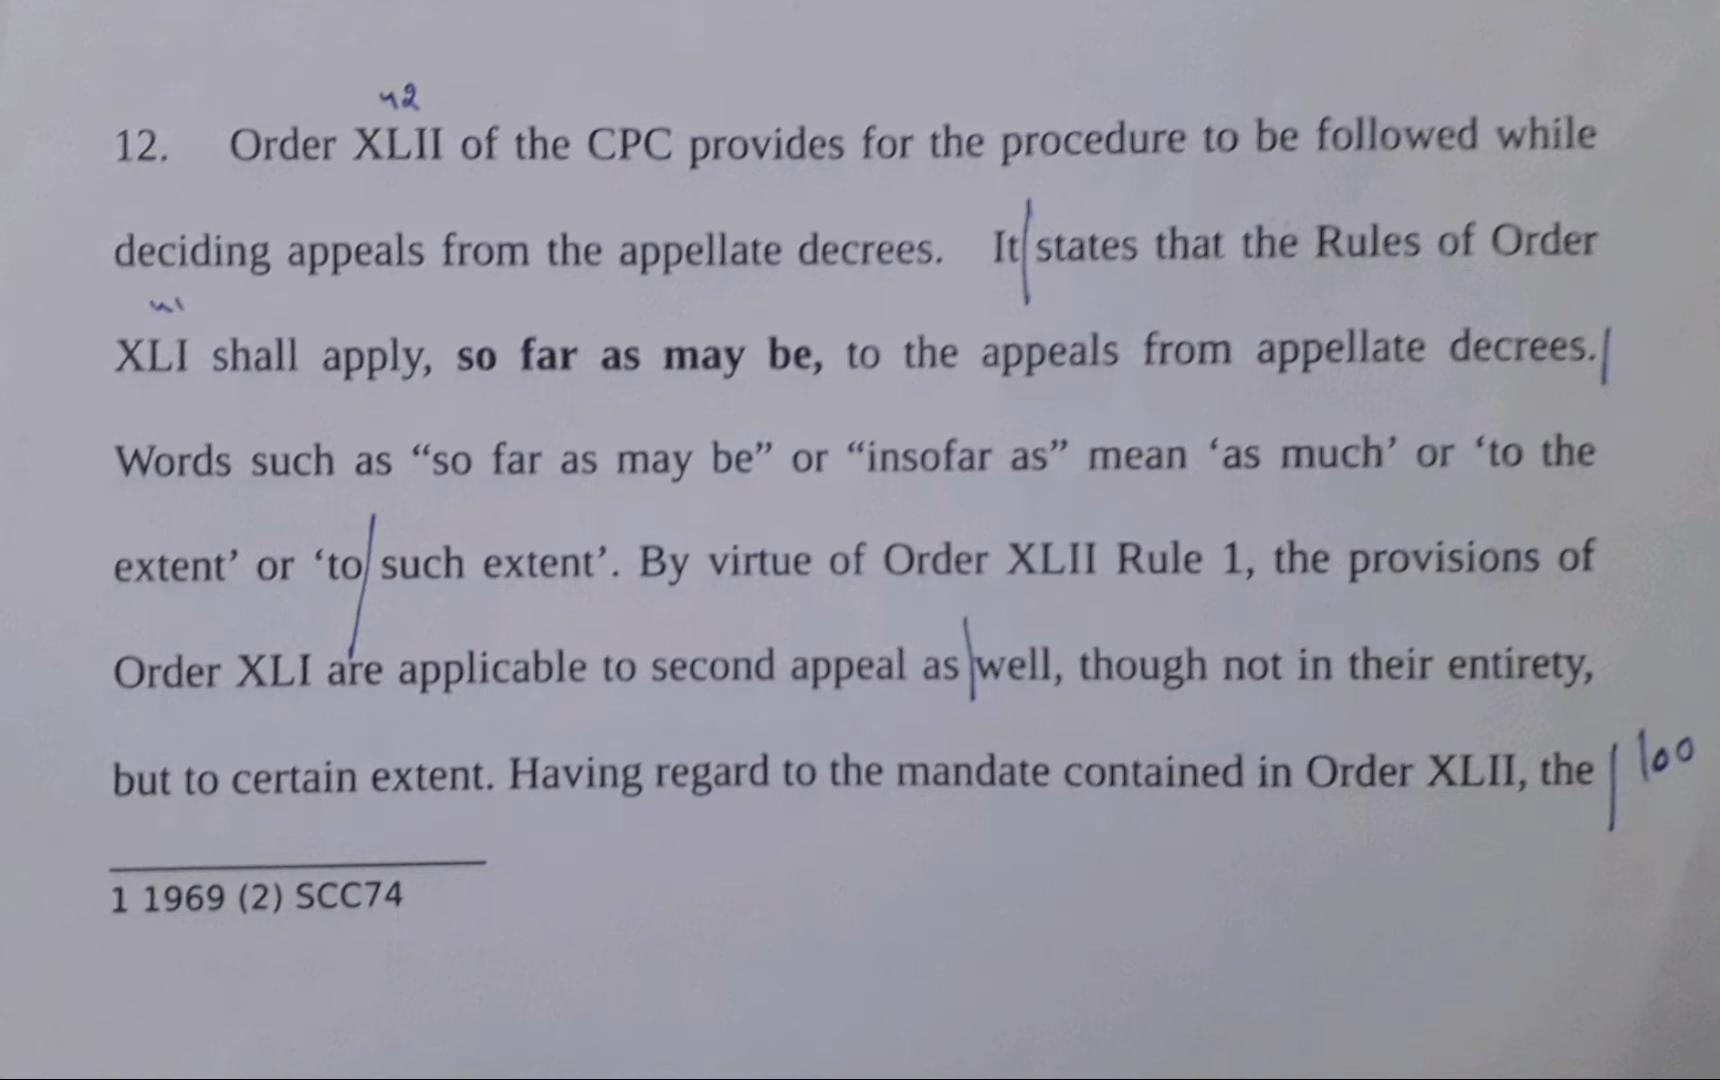 42
12. Order XLII of the CPC provides for the procedure to be followed while
deciding appeals from the appellate decrees. It states that the Rules of Order
41
XLI shall apply, so far as may be, to the appeals from appellate decrees.
Words such as “so far as may be” or “insofar as” mean ‘as much’ or ‘to the
extent’ or ‘to such extent’. By virtue of Order XLII Rule 1, the provisions of
Order XLI are applicable to second appeal as well, though not in their entirety,
but to certain extent. Having regard to the mandate contained in Order XLII, the
100
1 1969 (2) SCC74